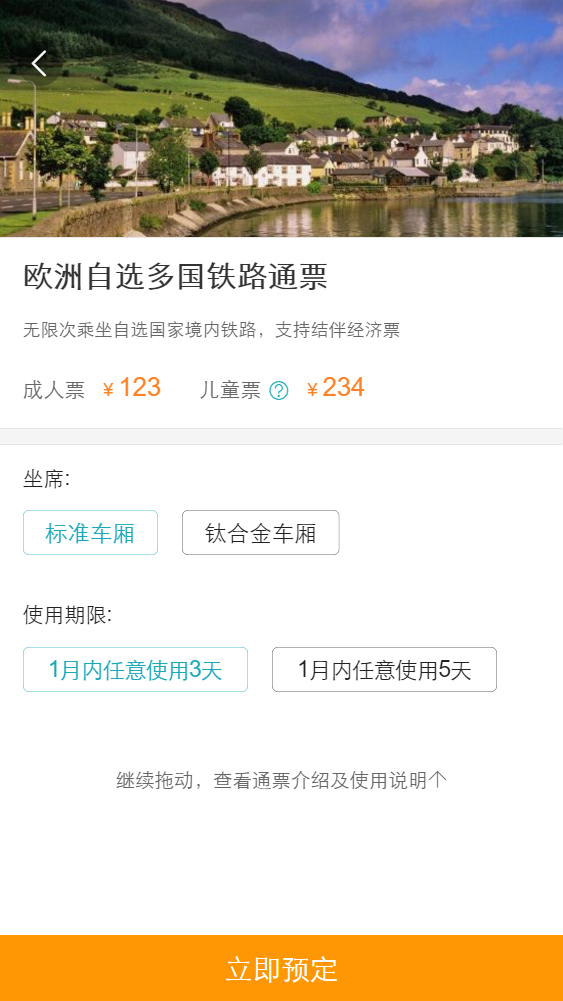 欧洲自选多国铁路通票
无限次乘坐自选国家境内铁路，支持结伴经济票
成人票 ¥123 儿童票 ? ¥234
坐席:
标准车厢 钛合金车厢
使用期限:
1月内任意使用3天 1月内任意使用5天
继续拖动，查看通票介绍及使用说明个
立即预定